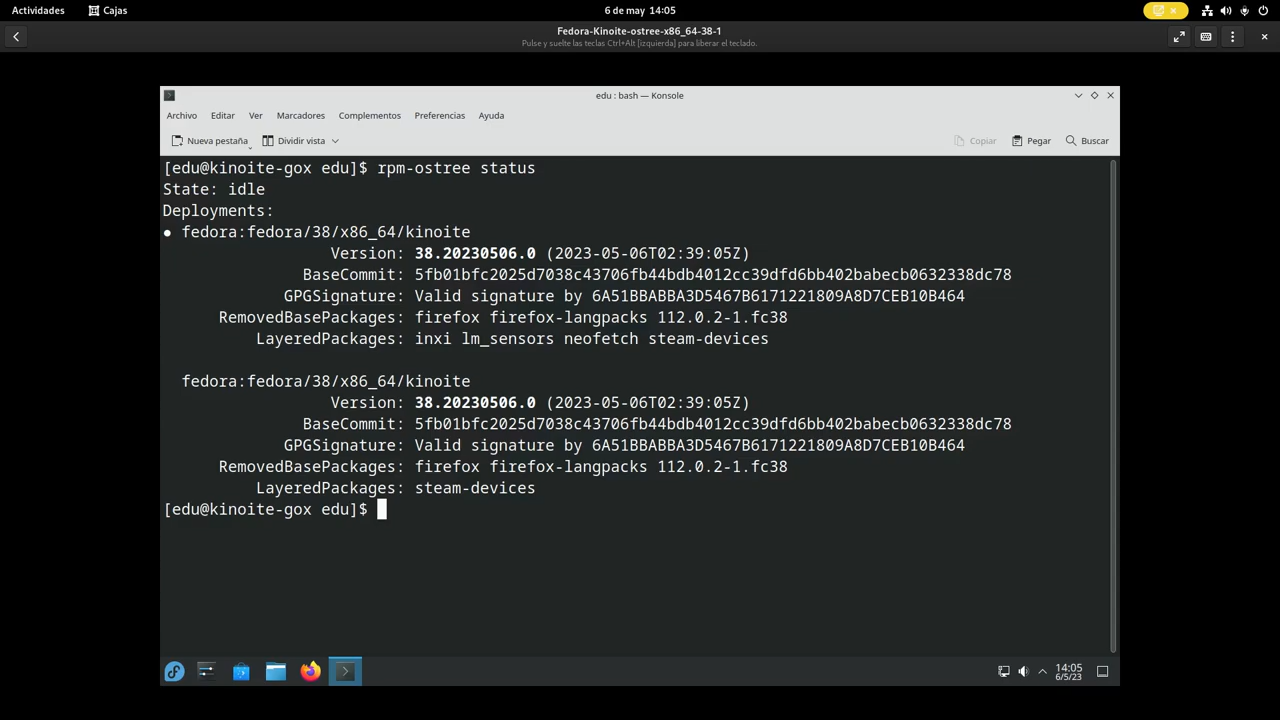 Actividades Cajas 6 de may 14:05
Fedora-Kinoite-ostree-x86_64-38-1
Pulse y suelte las teclas Ctrl+Alt [izquierda] para liberar el teclado.
edu : bash — Konsole
Archivo Editar Ver Marcadores Complementos Preferencias Ayuda
Nueva pestaña Dividir vista Copiar Pegar Buscar
[edu@kinoite-gox edu]$ rpm-ostree status
State: idle
Deployments:
● fedora:fedora/38/x86_64/kinoite
Version: 38.20230506.0 (2023-05-06T02:39:05Z)
BaseCommit: 5fb01bfc2025d7038c43706fb44bdb4012cc39dfd6bb402babecb0632338dc78
GPGSignature: Valid signature by 6A51BBABBA3D5467B6171221809A8D7CEB10B464
RemovedBasePackages: firefox firefox-langpacks 112.0.2-1.fc38
LayeredPackages: inxi lm_sensors neofetch steam-devices
fedora:fedora/38/x86_64/kinoite
Version: 38.20230506.0 (2023-05-06T02:39:05Z)
BaseCommit: 5fb01bfc2025d7038c43706fb44bdb4012cc39dfd6bb402babecb0632338dc78
GPGSignature: Valid signature by 6A51BBABBA3D5467B6171221809A8D7CEB10B464
RemovedBasePackages: firefox firefox-langpacks 112.0.2-1.fc38
LayeredPackages: steam-devices
[edu@kinoite-gox edu]$
14:05
6/5/23